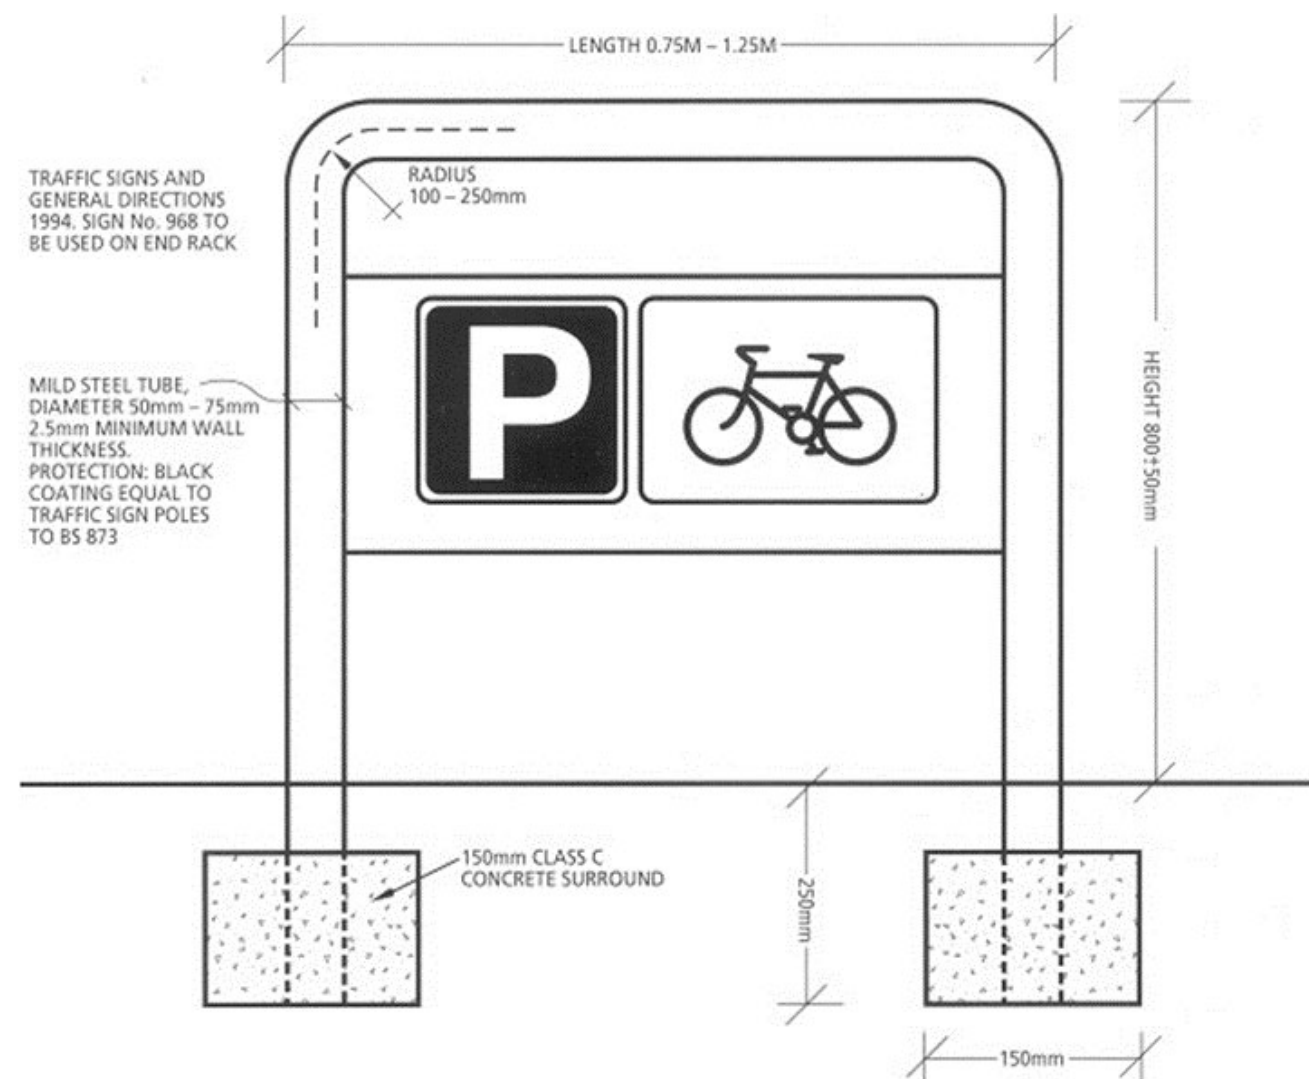 LENGTH 0.75M – 1.25M
TRAFFIC SIGNS AND
GENERAL DIRECTIONS
1994. SIGN No. 968 TO
BE USED ON END RACK
RADIUS
100 – 250mm
P
MILD STEEL TUBE,
DIAMETER 50mm – 75mm
2.5mm MINIMUM WALL
THICKNESS.
PROTECTION: BLACK
COATING EQUAL TO
TRAFFIC SIGN POLES
TO BS 873
HEIGHT 800±50mm
150mm CLASS C
CONCRETE SURROUND
250mm
150mm